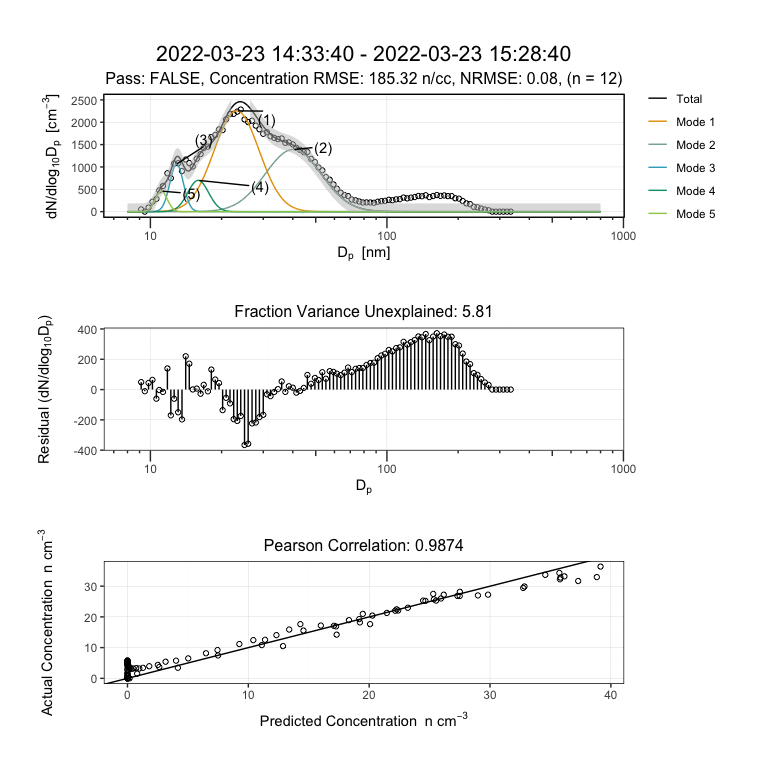 2022-03-23 14:33:40 - 2022-03-23 15:28:40
Pass: FALSE, Concentration RMSE: 185.32 n/cc, NRMSE: 0.08, (n = 12)
dN/dlog₁₀Dₚ [cm⁻³]
2500
2000
1500
1000
500
0
(1)
(2)
(3)
(4)
(5)
10
100
1000
Dₚ [nm]
Total
Mode 1
Mode 2
Mode 3
Mode 4
Mode 5
Fraction Variance Unexplained: 5.81
Residual (dN/dlog₁₀Dₚ)
400
200
0
-200
-400
10
100
1000
Dₚ
Pearson Correlation: 0.9874
Actual Concentration n cm⁻³
30
20
10
0
0
10
20
30
40
Predicted Concentration n cm⁻³